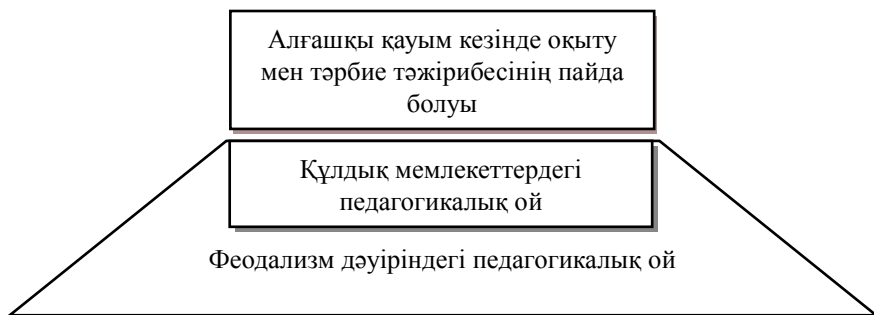 Алғашқы қауым кезінде оқыту
мен тәрбие тәжірибесінің пайда
болуы
Құлдық мемлекеттердегі
педагогикалық ой
Феодализм дәуіріндегі педагогикалық ой